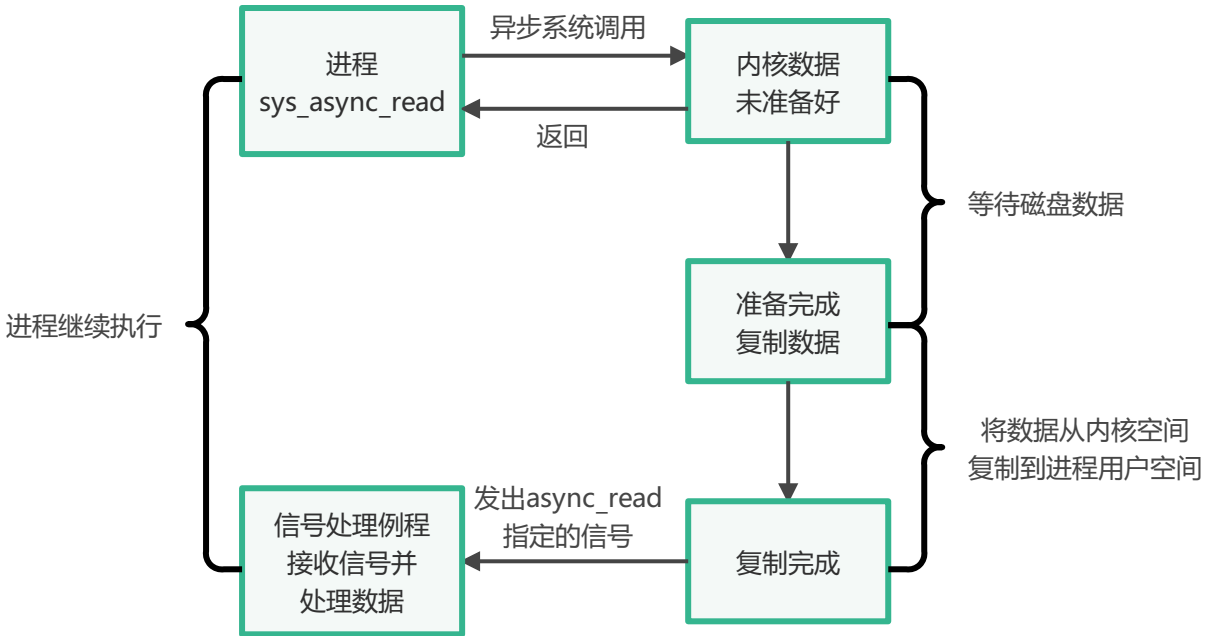 异步系统调用
进程
sys_async_read
内核数据
未准备好
返回
等待磁盘数据
进程继续执行
准备完成
复制数据
将数据从内核空间
复制到进程用户空间
发出async_read
指定的信号
信号处理例程
接收信号并
处理数据
复制完成